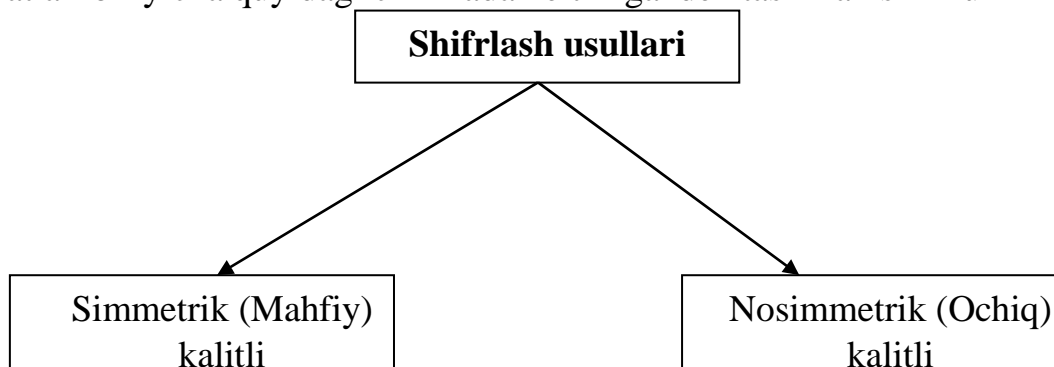 Shifrlash usullari
Simmetrik (Mahfiy)
kalitli
Nosimmetrik (Ochiq)
kalitli